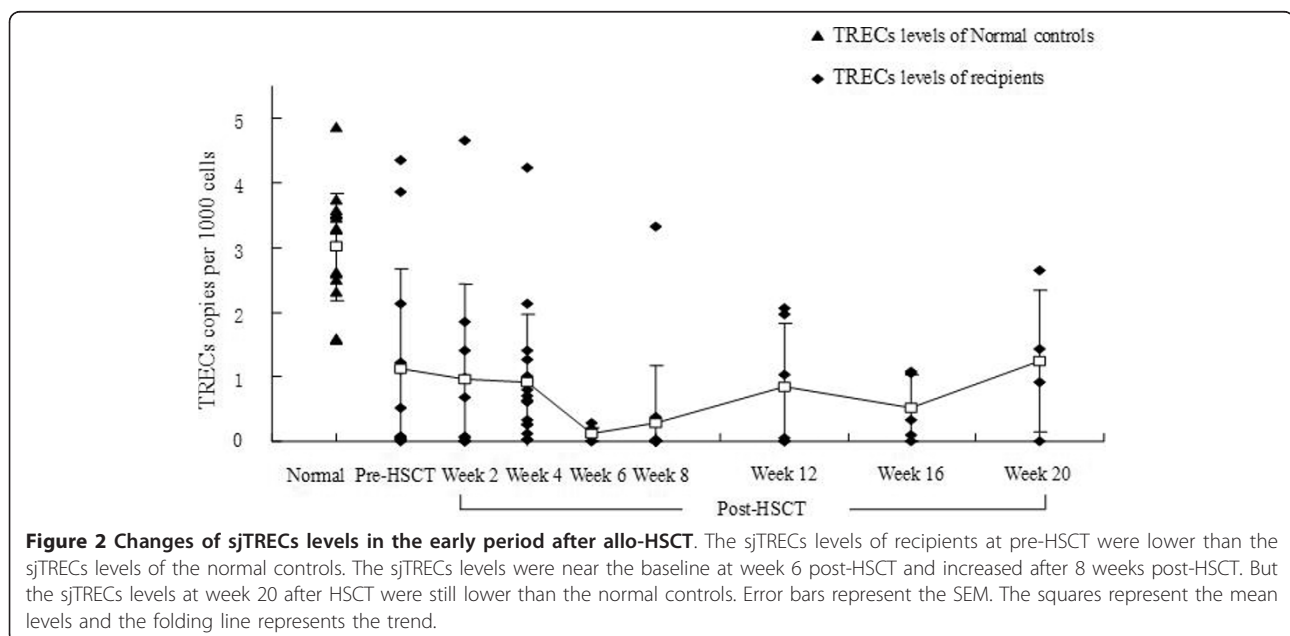 ▲ TRECs levels of Normal controls
◆ TRECs levels of recipients
TRECs copies per 1000 cells
5
4
3
2
1
0
Normal Pre-HSCT Week 2 Week 4 Week 6 Week 8 Week 12 Week 16 Week 20
Post-HSCT
Figure 2 Changes of sjTRECs levels in the early period after allo-HSCT. The sjTRECs levels of recipients at pre-HSCT were lower than the
sjTRECs levels of the normal controls. The sjTRECs levels were near the baseline at week 6 post-HSCT and increased after 8 weeks post-HSCT. But
the sjTRECs levels at week 20 after HSCT were still lower than the normal controls. Error bars represent the SEM. The squares represent the mean
levels and the folding line represents the trend.